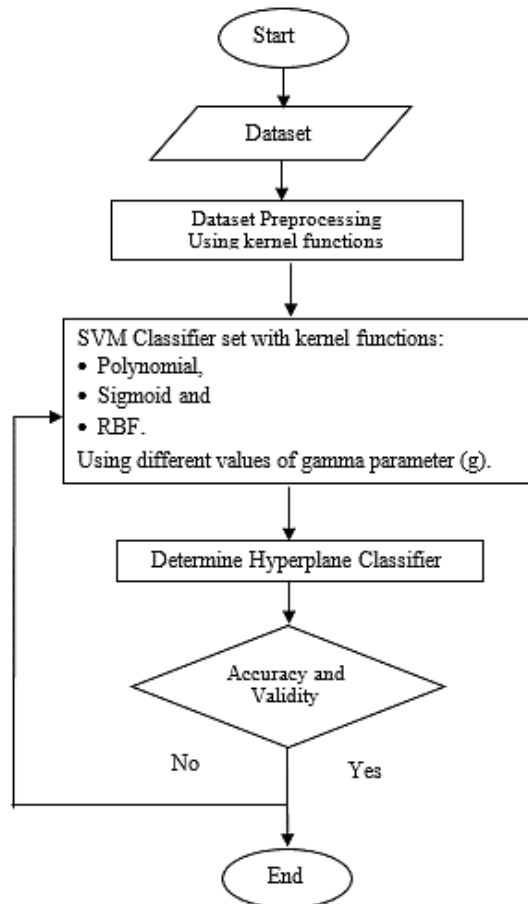 Start
Dataset
Dataset Preprocessing
Using kernel functions
SVM Classifier set with kernel functions:
• Polynomial,
• Sigmoid and
• RBF.
Using different values of gamma parameter (g).
Determine Hyperplane Classifier
Accuracy and
Validity
No
Yes
End